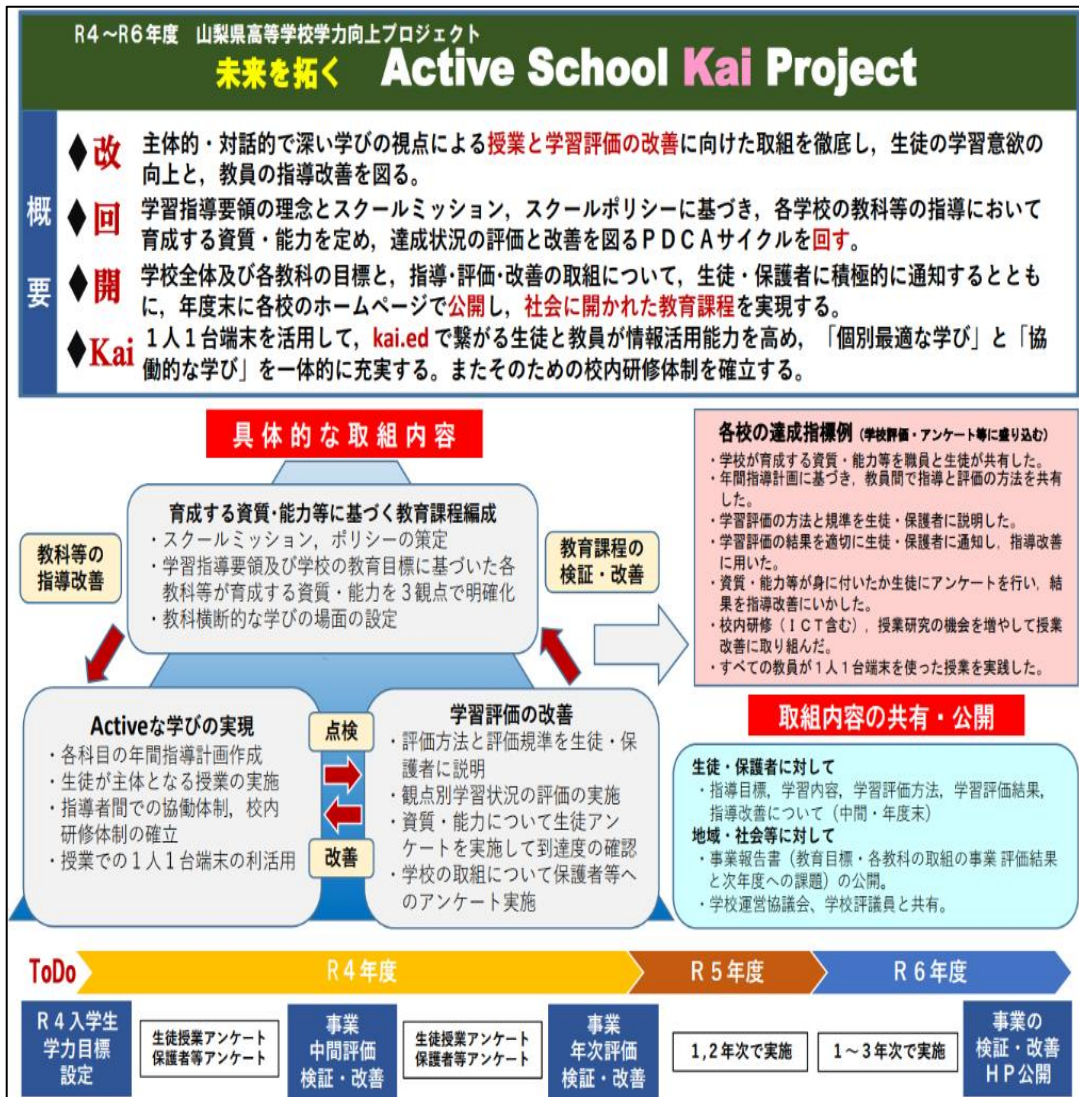 R4～R6年度　山梨県高等学校学力向上プロジェクト
未来を拓く　Active School Kai Project
概要
◆改　主体的・対話的で深い学びの視点による授業と学習評価の改善に向けた取組を徹底し，生徒の学習意欲の
向上と，教員の指導改善を図る。
◆回　学習指導要領の理念とスクールミッション，スクールポリシーに基づき，各学校の教科等の指導において
育成する資質・能力を定め，達成状況の評価と改善を図るＰＤＣＡサイクルを回す。
◆開　学校全体及び各教科の目標と，指導・評価・改善の取組について，生徒・保護者に積極的に通知するととも
に，年度末に各校のホームページで公開し，社会に開かれた教育課程を実現する。
◆Kai　１人１台端末を活用して，kai.ed で繋がる生徒と教員が情報活用能力を高め，「個別最適な学び」と「協
働的な学び」を一体的に充実する。またそのための校内研修体制を確立する。
具体的な取組内容
育成する資質・能力等に基づく教育課程編成
・スクールミッション，ポリシーの策定
・学習指導要領及び学校の教育目標に基づいた各
教科等が育成する資質・能力を３観点で明確化
・教科横断的な学びの場面の設定
教科等の
指導改善
教育課程の
検証・改善
Activeな学びの実現
・各科目の年間指導計画作成
・生徒が主体となる授業の実施
・指導者間での協働体制，校内
研修体制の確立
・授業での１人１台端末の利活用
点検
改善
学習評価の改善
・評価方法と評価規準を生徒・保
護者に説明
・観点別学習状況の評価の実施
・資質・能力について生徒アン
ケートを実施して到達度の確認
・学校の取組について保護者等へ
のアンケート実施
各校の達成指標例（学校評価・アンケート等に盛り込む）
・学校が育成する資質・能力等を職員と生徒が共有した。
・年間指導計画に基づき，教員間で指導と評価の方法を共有
した。
・学習評価の方法と規準を生徒・保護者に説明した。
・学習評価の結果を適切に生徒・保護者に通知し，指導改善
に用いた。
・資質・能力等が身に付いたか生徒にアンケートを行い，結
果を指導改善にいかした。
・校内研修（ＩＣＴ含む），授業研究の機会を増やして授業
改善に取り組んだ。
・すべての教員が１人１台端末を使った授業を実践した。
取組内容の共有・公開
生徒・保護者に対して
・指導目標，学習内容，学習評価方法，学習評価結果，
指導改善について（中間・年度末）
地域・社会等に対して
・事業報告書（教育目標・各教科の取組の事業 評価結果
と次年度への課題）の公開。
・学校運営協議会、学校評議員と共有。
ToDo
Ｒ４年度
Ｒ５年度
Ｒ６年度
Ｒ４入学生
学力目標
設定
生徒授業アンケート
保護者等アンケート
事業
中間評価
検証・改善
生徒授業アンケート
保護者等アンケート
事業
年次評価
検証・改善
1,2年次で実施
１～３年次で実施
事業の
検証・改善
ＨＰ公開